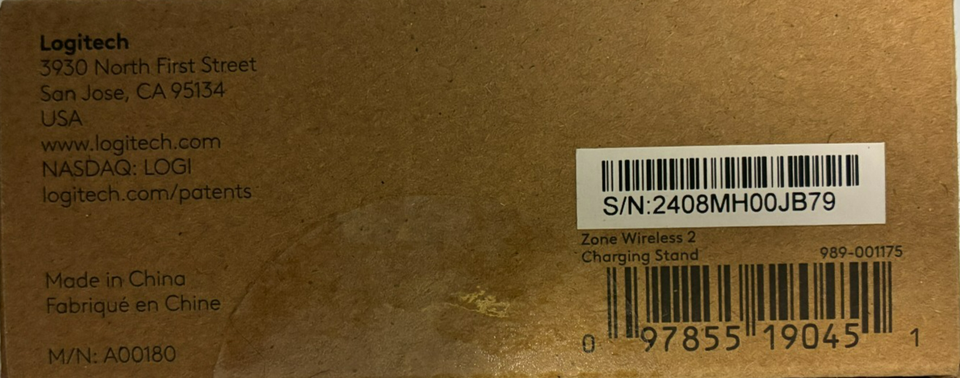 Logitech
3930 North First Street
San Jose, CA 95134
USA
www.logitech.com
NASDAQ: LOGI
logitech.com/patents
Made in China
Fabriqué en Chine
M/N: A00180
S/N:2408MH00JB79
Zone Wireless 2
Charging Stand
989-001175
0 97855 19045 1